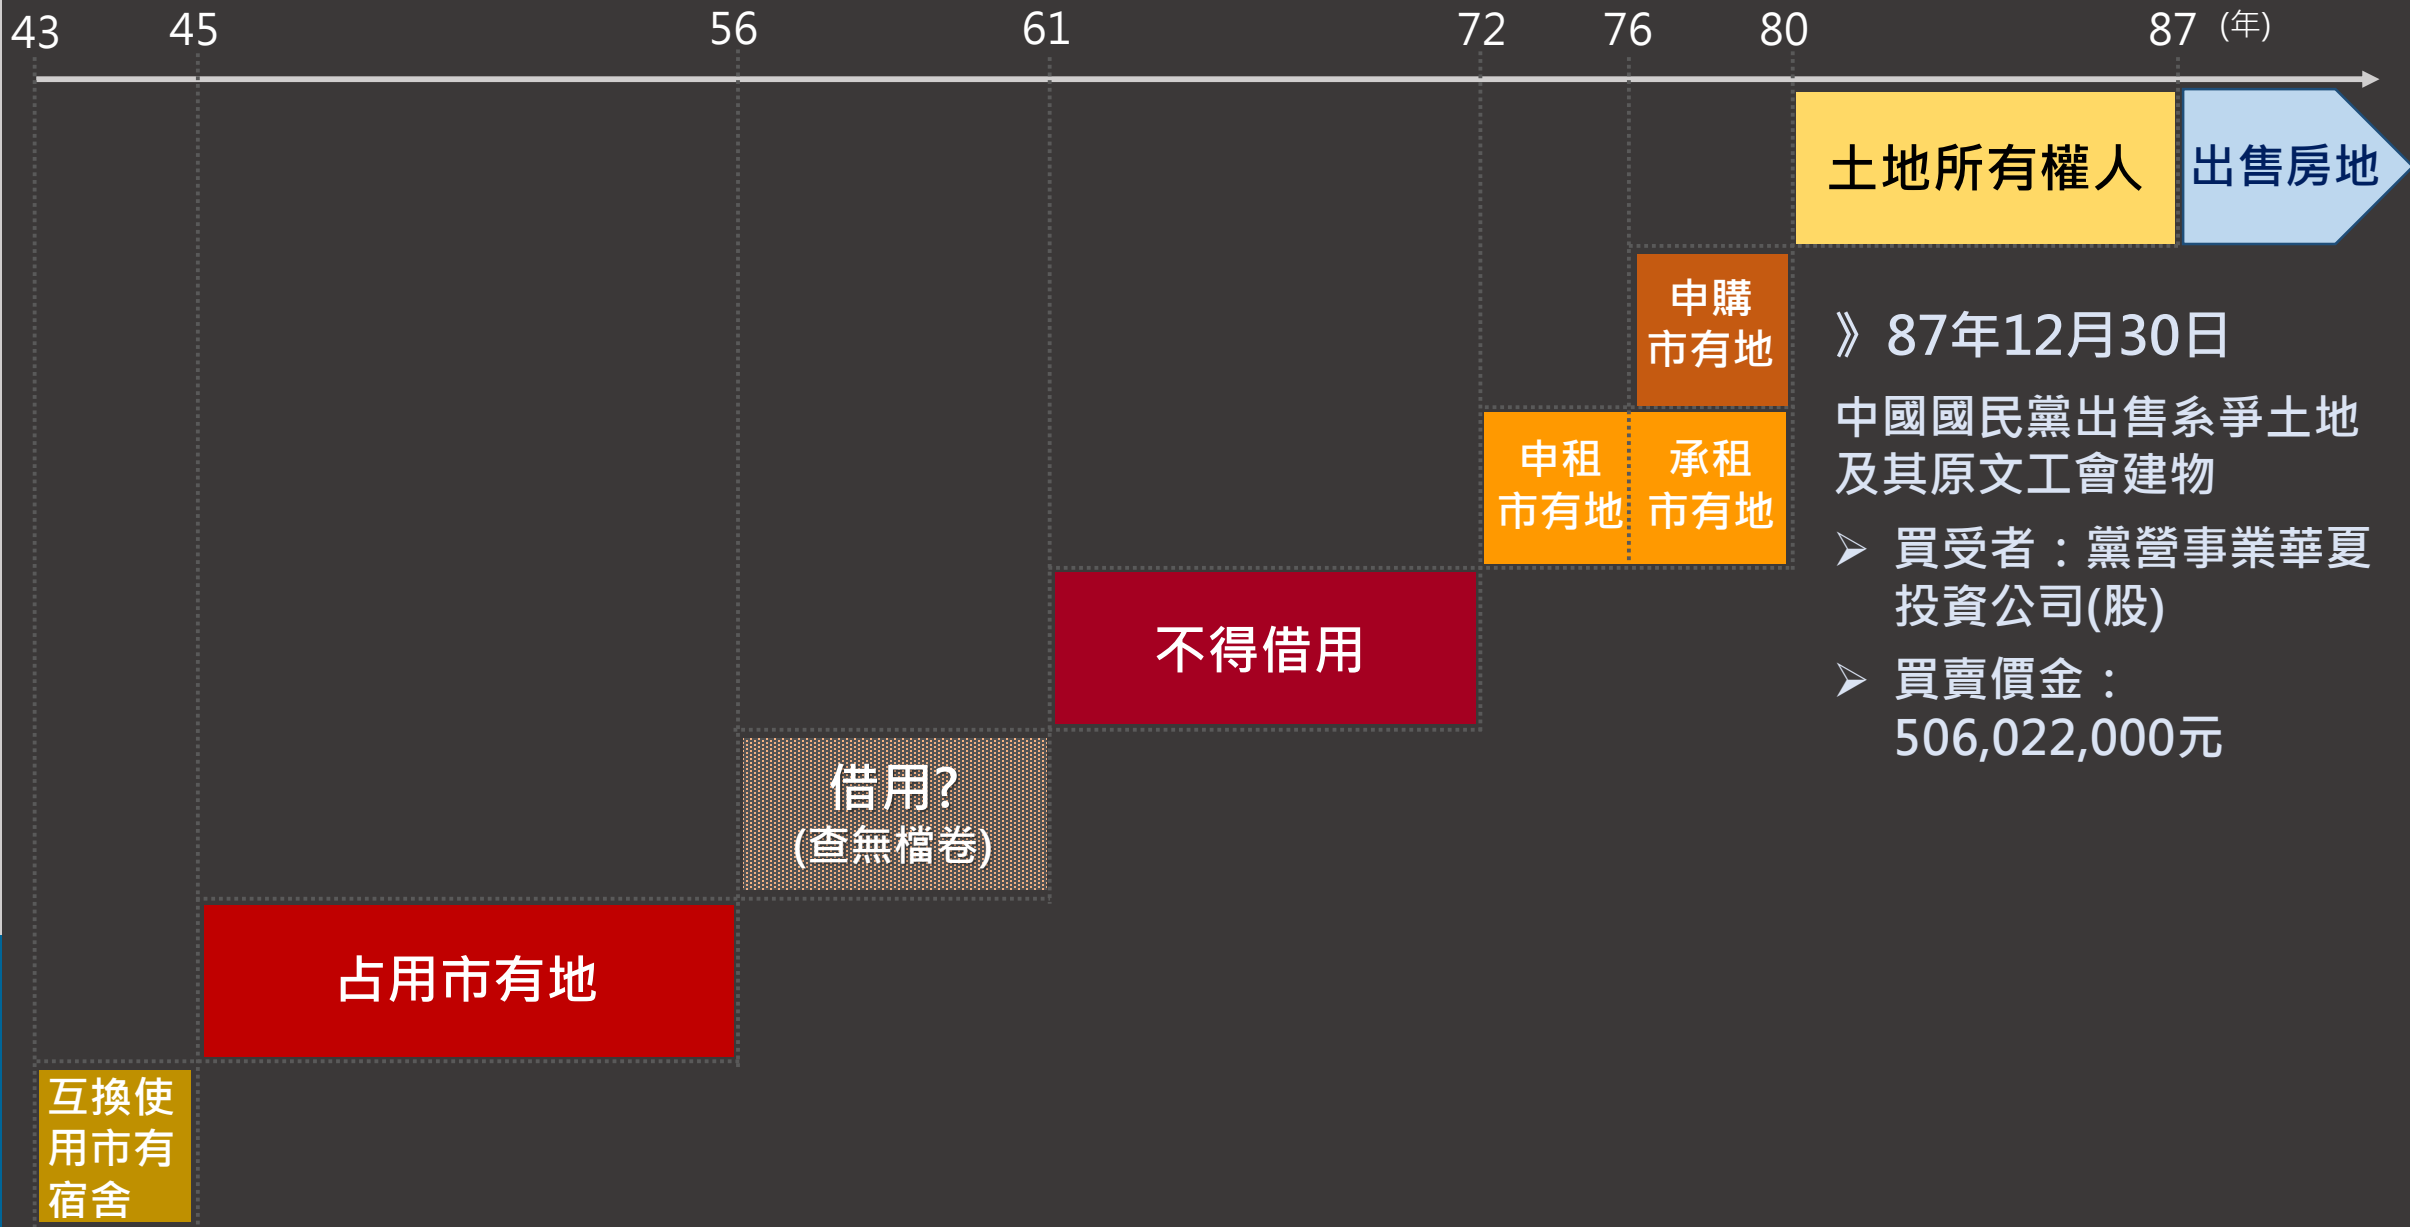 43
45
56
61
72
76
80
87
(年)
土地所有權人
出售房地
申購
市有地
申租
市有地
承租
市有地
不得借用
借用?
(查無檔卷)
占用市有地
互換使
用市有
宿舍
》87年12月30日
中國國民黨出售系爭土地
及其原文工會建物
➢ 買受者：黨營事業華夏
投資公司(股)
➢ 買賣價金：
506,022,000元